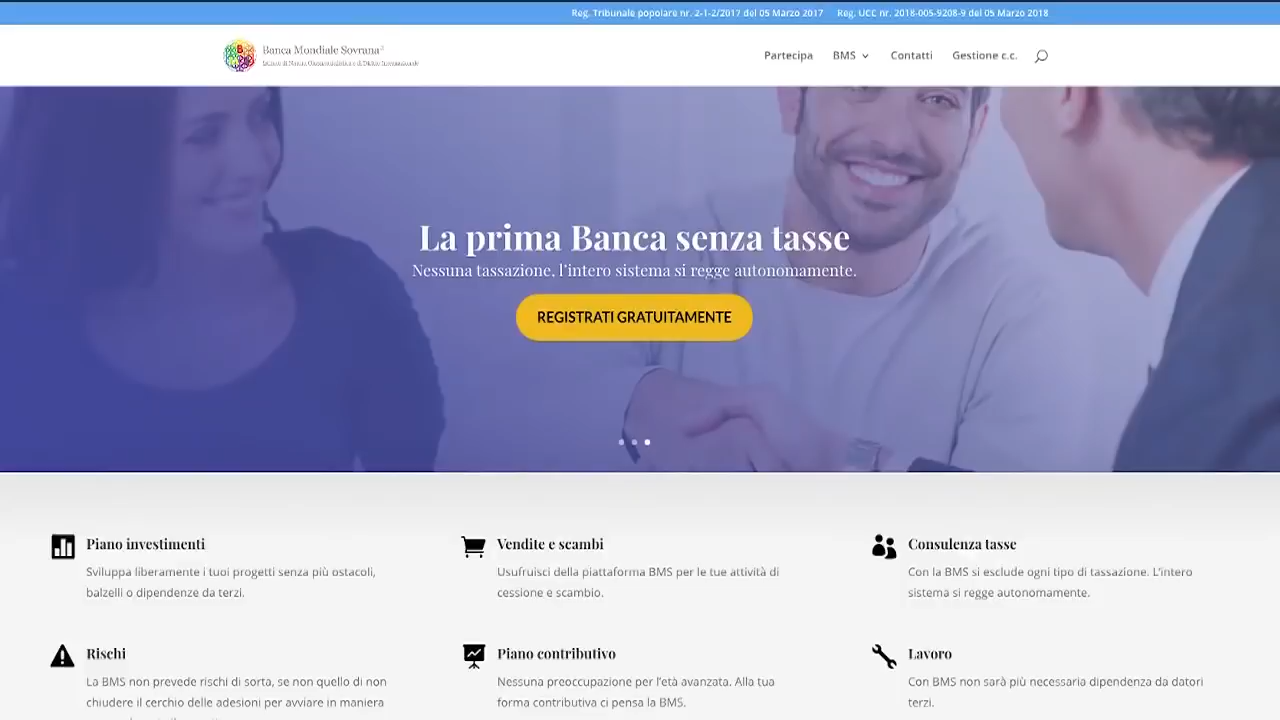 Reg. Tribunale popolare nr. 2-1-2/2017 del 05 Marzo 2017 Reg. UCC nr. 2018-005-9208-9 del 05 Marzo 2018
Banca Mondiale Sovrana
Partecipa BMS Contatti Gestione c.c.
La prima Banca senza tasse
Nessuna tassazione, l'intero sistema si regge autonomamente.
REGISTRATI GRATUITAMENTE
Piano investimenti
Sviluppa liberamente i tuoi progetti senza più ostacoli,
balzelli o dipendenze da terzi.
Vendite e scambi
Usufruisci della piattaforma BMS per le tue attività di
cessione e scambio.
Consulenza tasse
Con la BMS si esclude ogni tipo di tassazione. L'intero
sistema si regge autonomamente.
Rischi
La BMS non prevede rischi di sorta, se non quello di non
chiudere il cerchio delle adesioni per avviare in maniera
Piano contributivo
Nessuna preoccupazione per l'età avanzata. Alla tua
forma contributiva ci pensa la BMS.
Lavoro
Con BMS non sarà più necessaria dipendenza da datori
terzi.